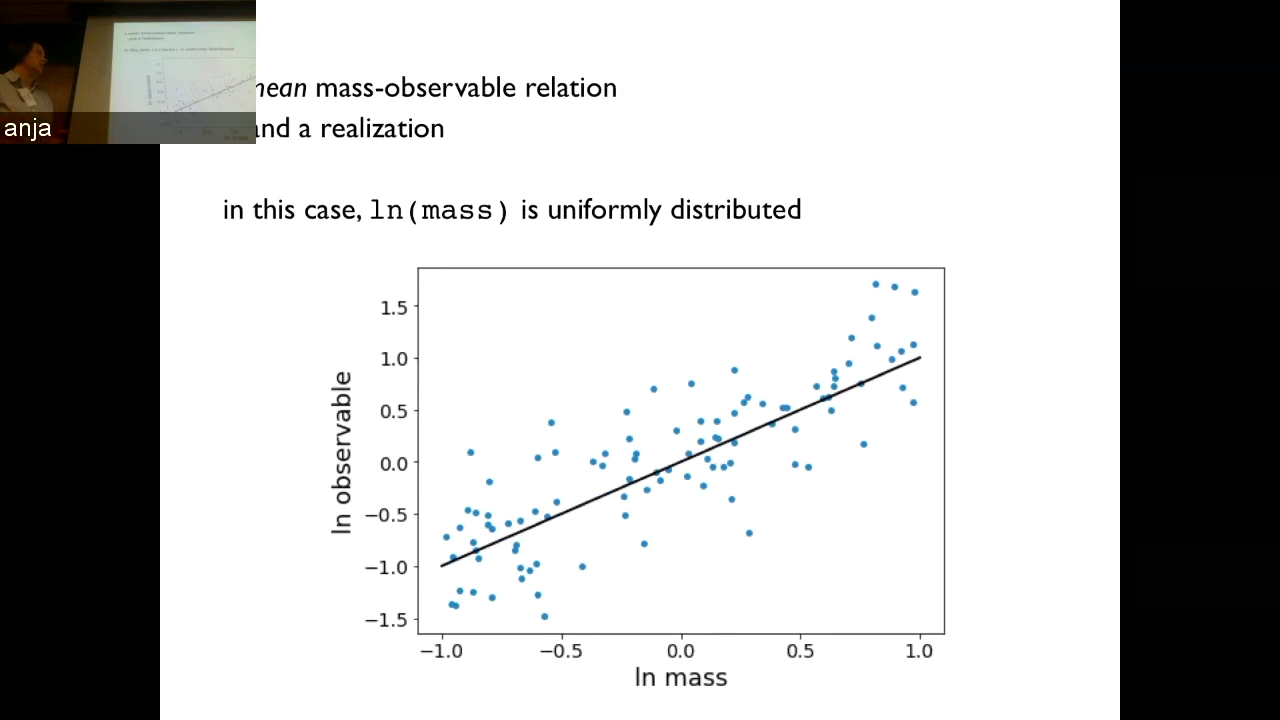 mean mass-observable relation
and a realization
anja
in this case, ln(mass) is uniformly distributed
1.5
1.0
0.5
0.0
−0.5
−1.0
−1.5
ln observable
−1.0 −0.5 0.0 0.5 1.0
ln mass